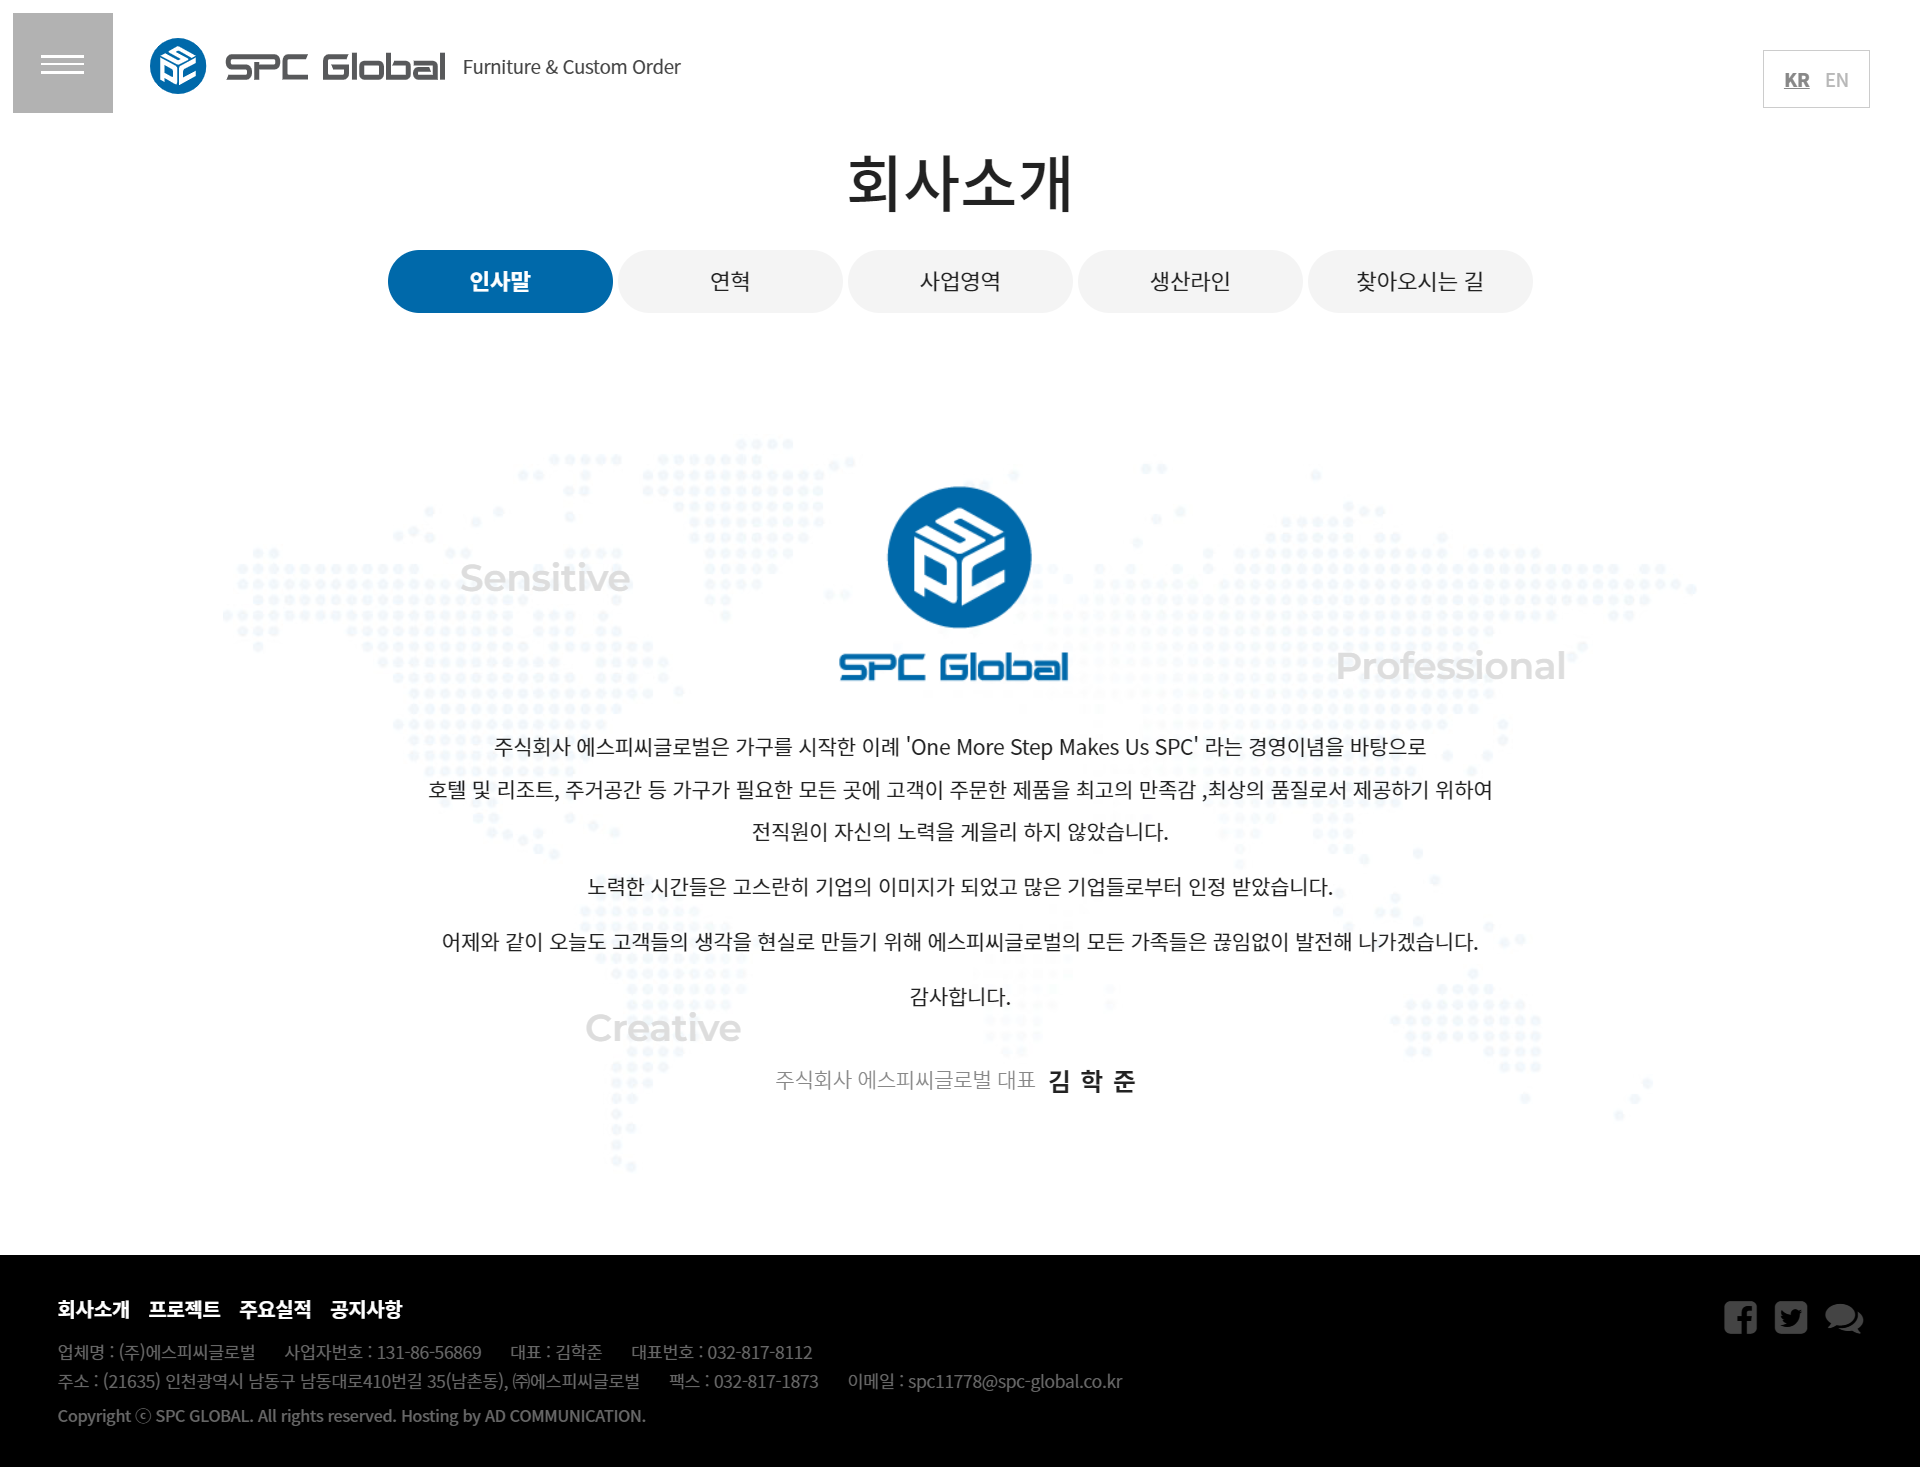 SPC Global Furniture & Custom Order
KR EN
회사소개
인사말 연혁 사업영역 생산라인 찾아오시는 길
SPC
Sensitive
SPC Global
Professional
주식회사 에스피씨글로벌은 가구를 시작한 이례 'One More Step Makes Us SPC' 라는 경영이념을 바탕으로
호텔 및 리조트, 주거공간 등 가구가 필요한 모든 곳에 고객이 주문한 제품을 최고의 만족감 ,최상의 품질로서 제공하기 위하여
전직원이 자신의 노력을 게을리 하지 않았습니다.
노력한 시간들은 고스란히 기업의 이미지가 되었고 많은 기업들로부터 인정 받았습니다.
어제와 같이 오늘도 고객들의 생각을 현실로 만들기 위해 에스피씨글로벌의 모든 가족들은 끊임없이 발전해 나가겠습니다.
감사합니다.
Creative
주식회사 에스피씨글로벌 대표 김 학 준
회사소개 프로젝트 주요실적 공지사항
업체명 : (주)에스피씨글로벌 사업자번호 : 131-86-56869 대표 : 김학준 대표번호 : 032-817-8112
주소 : (21635) 인천광역시 남동구 남동대로410번길 35(남촌동), ㈜에스피씨글로벌 팩스 : 032-817-1873 이메일 : spc11778@spc-global.co.kr
Copyright ⓒ SPC GLOBAL. All rights reserved. Hosting by AD COMMUNICATION.